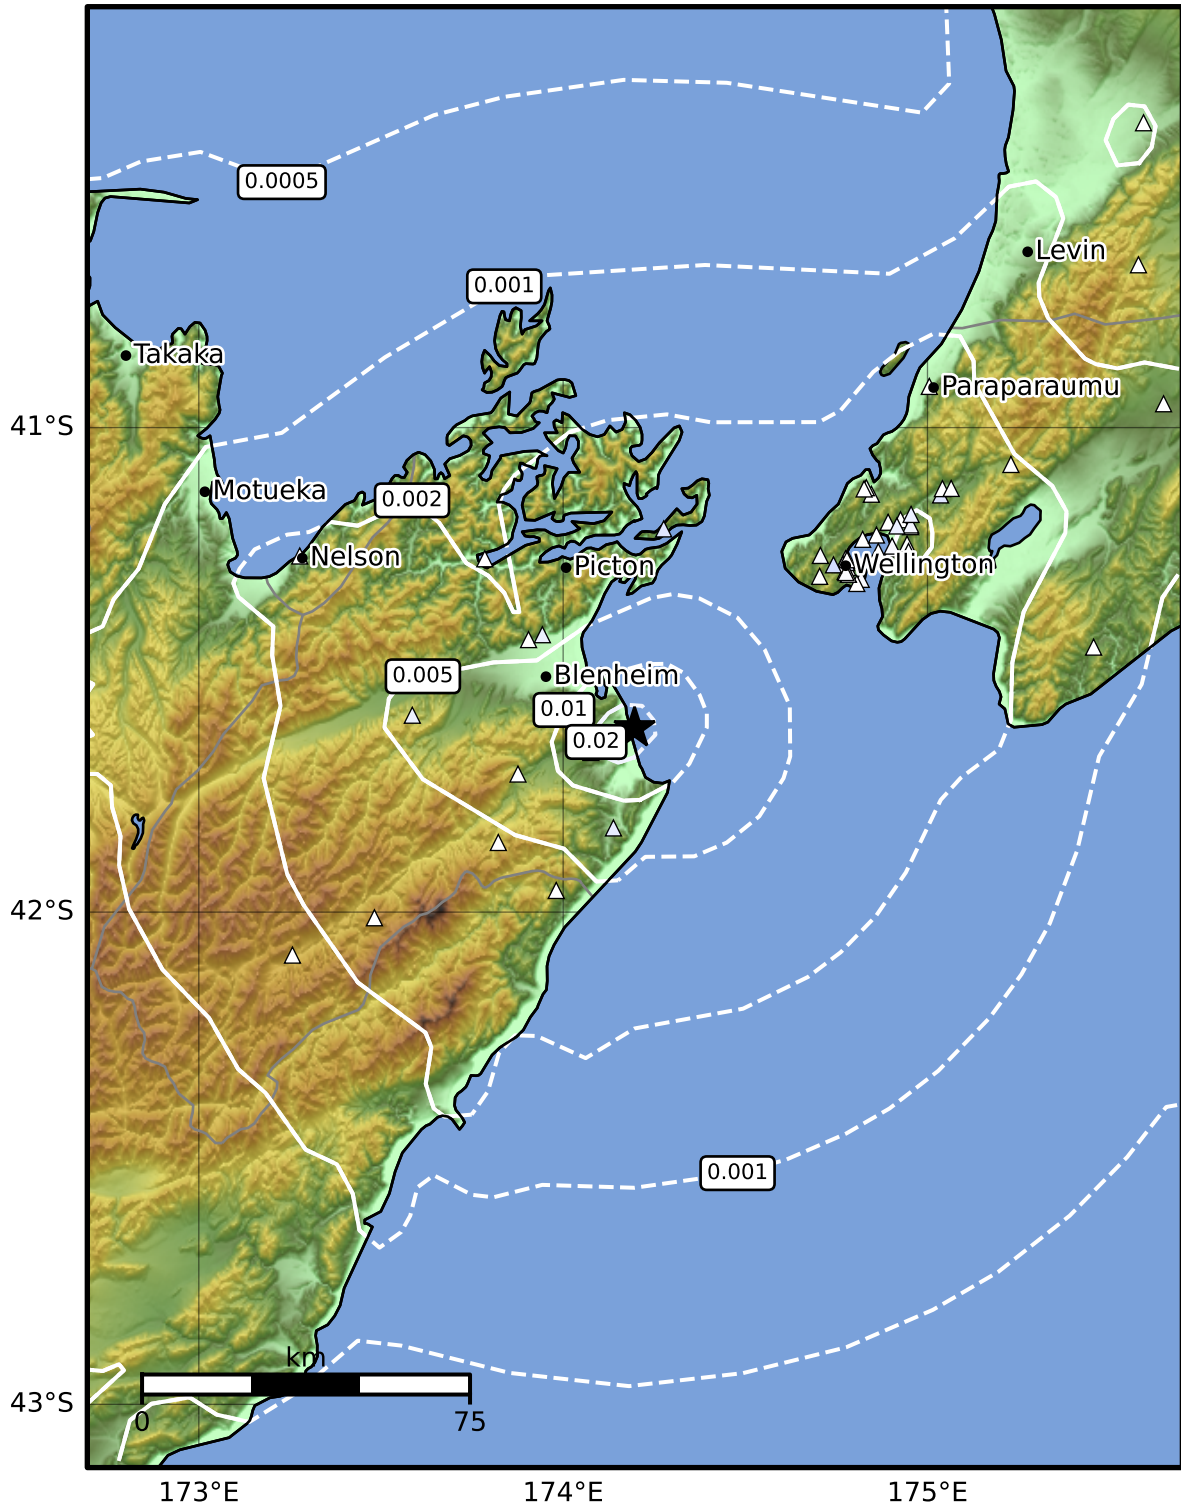 0.0005
Levin
0.001
Takaka
Paraparaumu
41°S
Motueka
0.002
Nelson
Picton
Wellington
0.005
Blenheim
0.01
0.02
42°S
0.001
km
43°S
0
75
173°E
174°E
175°E